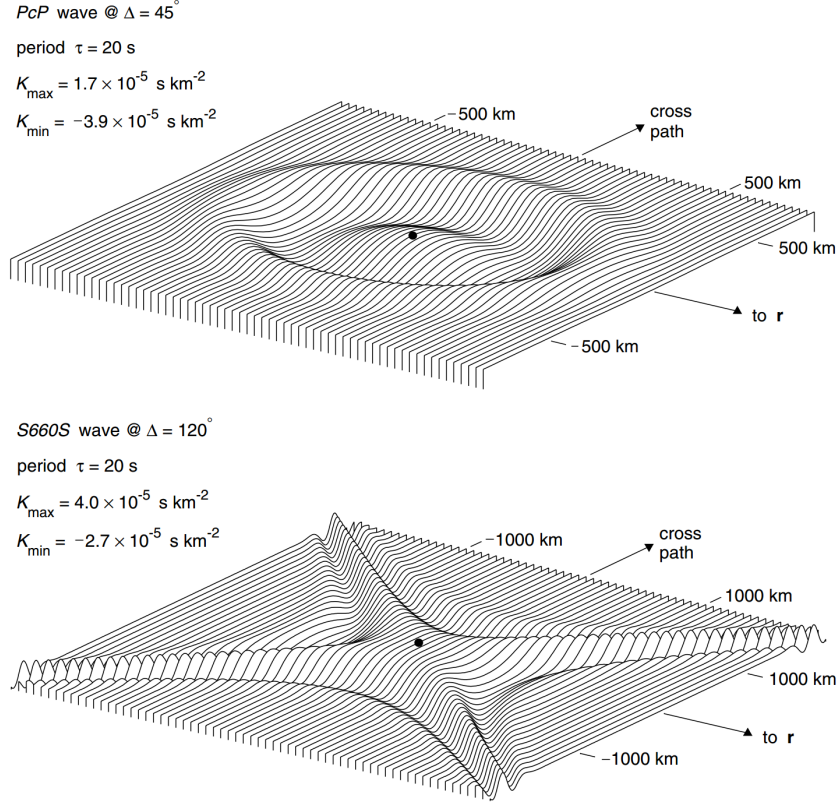 PcP wave @ Δ = 45°
period τ = 20 s
Kmax = 1.7 × 10⁻⁵ s km⁻²
Kmin = −3.9 × 10⁻⁵ s km⁻²
−500 km
cross
path
500 km
500 km
to r
−500 km
S660S wave @ Δ = 120°
period τ = 20 s
Kmax = 4.0 × 10⁻⁵ s km⁻²
Kmin = −2.7 × 10⁻⁵ s km⁻²
−1000 km
cross
path
1000 km
1000 km
to r
−1000 km